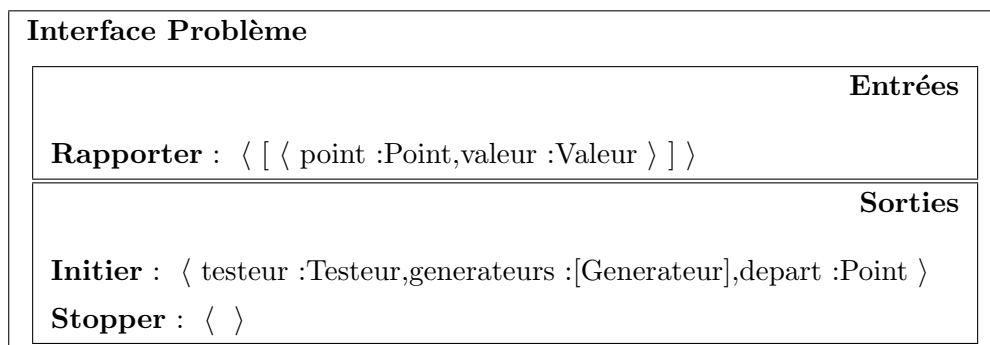 Interface Problème
Entrées
Rapporter : ⟨ [ ⟨ point :Point,valeur :Valeur ⟩ ] ⟩
Sorties
Initier : ⟨ testeur :Testeur,generateurs :[Generateur],depart :Point ⟩
Stopper : ⟨ ⟩